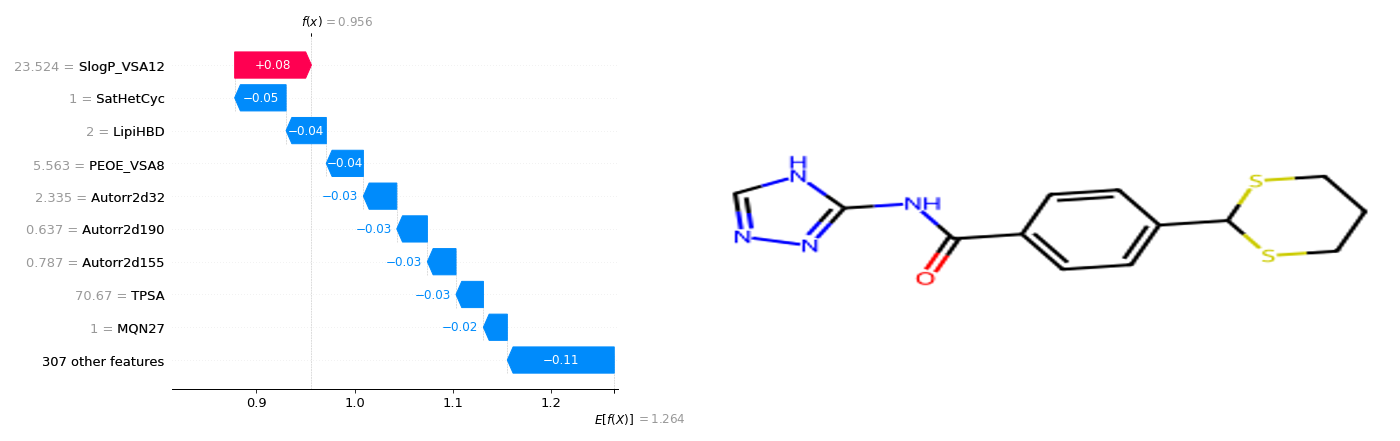 f(x) = 0.956
23.524 = SlogP_VSA12
+0.08
1 = SatHetCyc
−0.05
2 = LipiHBD
−0.04
5.563 = PEOE_VSA8
−0.04
2.335 = Autorr2d32
−0.03
0.637 = Autorr2d190
−0.03
0.787 = Autorr2d155
−0.03
70.67 = TPSA
−0.03
1 = MQN27
−0.02
307 other features
−0.11
0.9 1.0 1.1 1.2
E[f(X)] = 1.264
H
N
N
N
NH
O
S
S